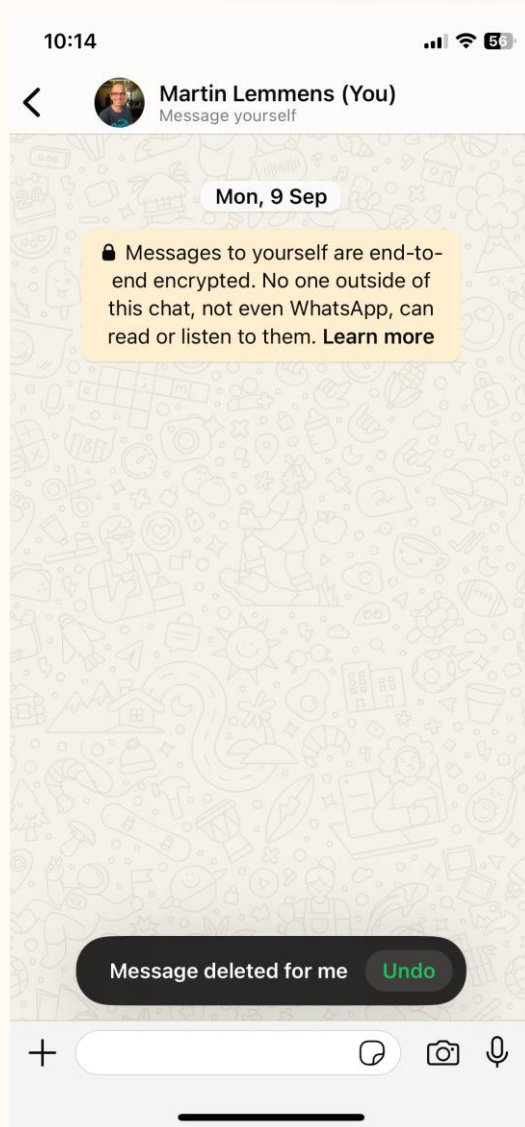 10:14
56
Martin Lemmens (You)
Message yourself
Mon, 9 Sep
Messages to yourself are end-to-
end encrypted. No one outside of
this chat, not even WhatsApp, can
read or listen to them. Learn more
Message deleted for me Undo